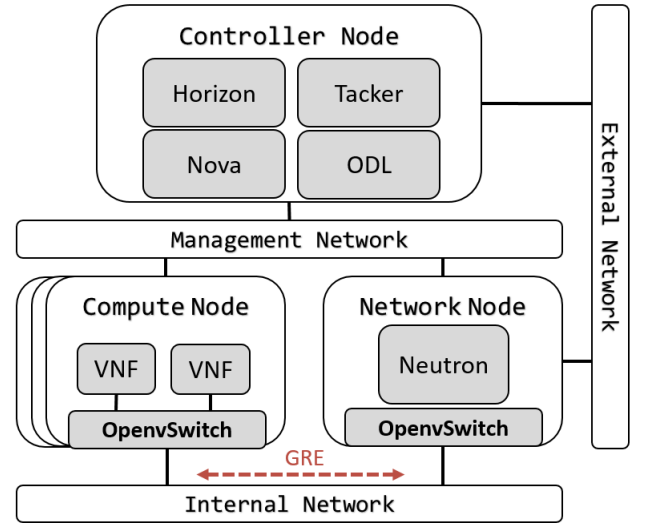 Controller Node
Horizon
Tacker
Nova
ODL
External Network
Management Network
Compute Node
VNF
VNF
OpenvSwitch
Network Node
Neutron
OpenvSwitch
GRE
Internal Network